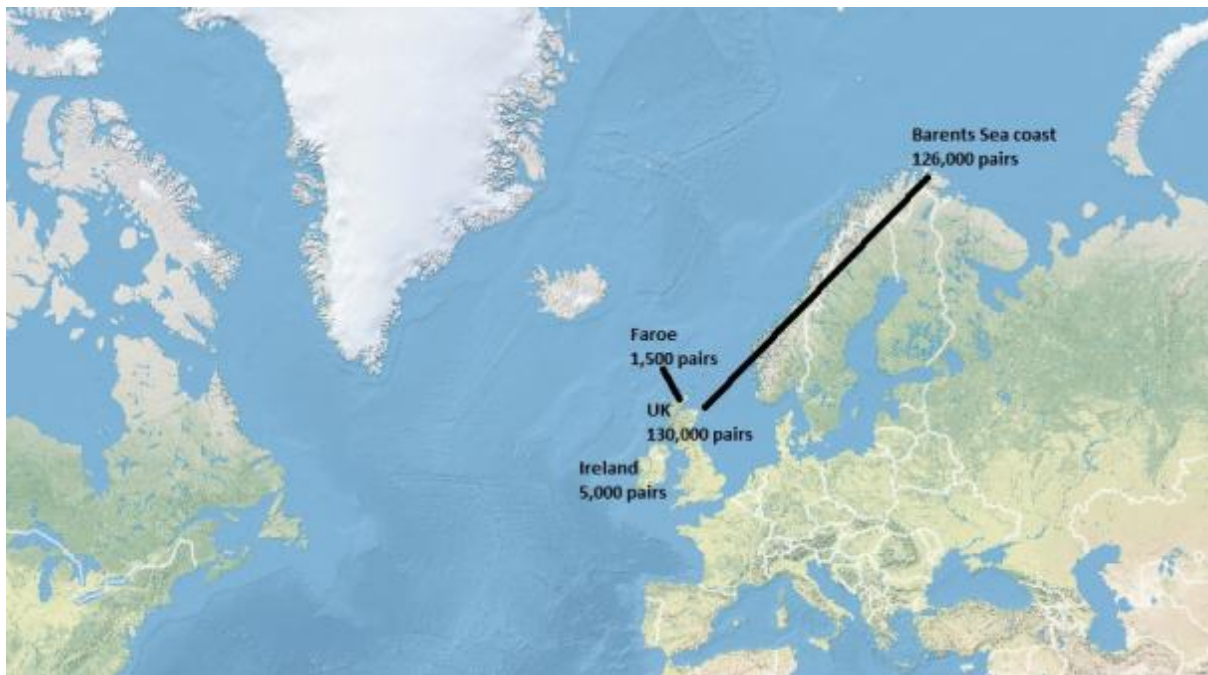 Barents Sea coast
126,000 pairs
Faroe
1,500 pairs
UK
130,000 pairs
Ireland
5,000 pairs